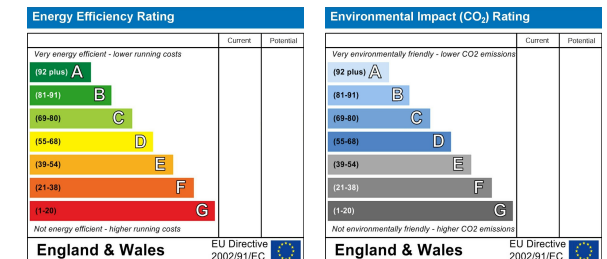 Energy Efficiency Rating
Current Potential
Very energy efficient - lower running costs
(92 plus) A
(81-91) B
(69-80) C
(55-68) D
(39-54) E
(21-38) F
(1-20) G
Not energy efficient - higher running costs
England & Wales
EU Directive
2002/91/EC
Environmental Impact (CO2) Rating
Current Potential
Very environmentally friendly - lower CO2 emissions
(92 plus) A
(81-91) B
(69-80) C
(55-68) D
(39-54) E
(21-38) F
(1-20) G
Not environmentally friendly - higher CO2 emissions
England & Wales
EU Directive
2002/91/EC